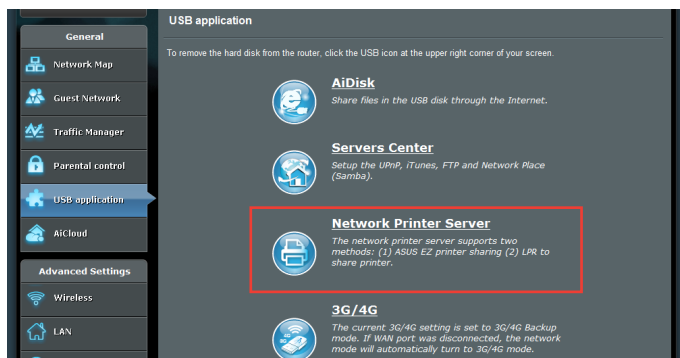 USB application
General
To remove the hard disk from the router, click the USB icon at the upper right corner of your screen.
Network Map
Guest Network
Traffic Manager
Parental control
USB application
AiCloud
Advanced Settings
Wireless
LAN
AiDisk
Share files in the USB disk through the Internet.
Servers Center
Setup the UPnP, iTunes, FTP and Network Place
(Samba).
Network Printer Server
The network printer server supports two
methods: (1) ASUS EZ printer sharing (2) LPR to
share printer.
3G/4G
The current 3G/4G setting is set to 3G/4G Backup
mode. If WAN port was disconnected, the network
mode will automatically turn to 3G/4G mode.